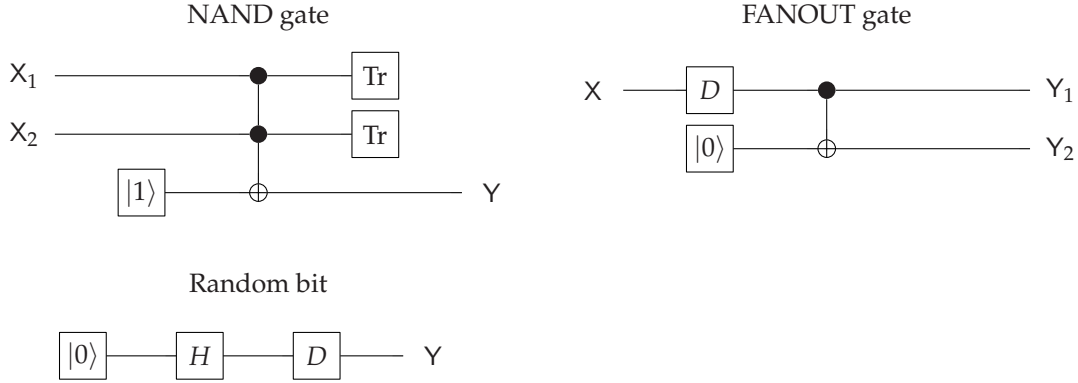 NAND gate
X₁
Tr
X₂
Tr
|1⟩
Y
FANOUT gate
X
D
Y₁
|0⟩
Y₂
Random bit
|0⟩
H
D
Y